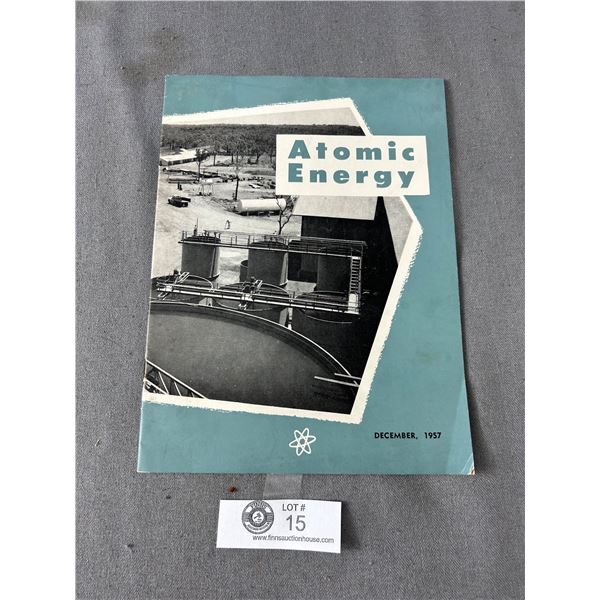 Atomic
Energy
DECEMBER, 1957
LOT #
15
www.finnsauctionhouse.com